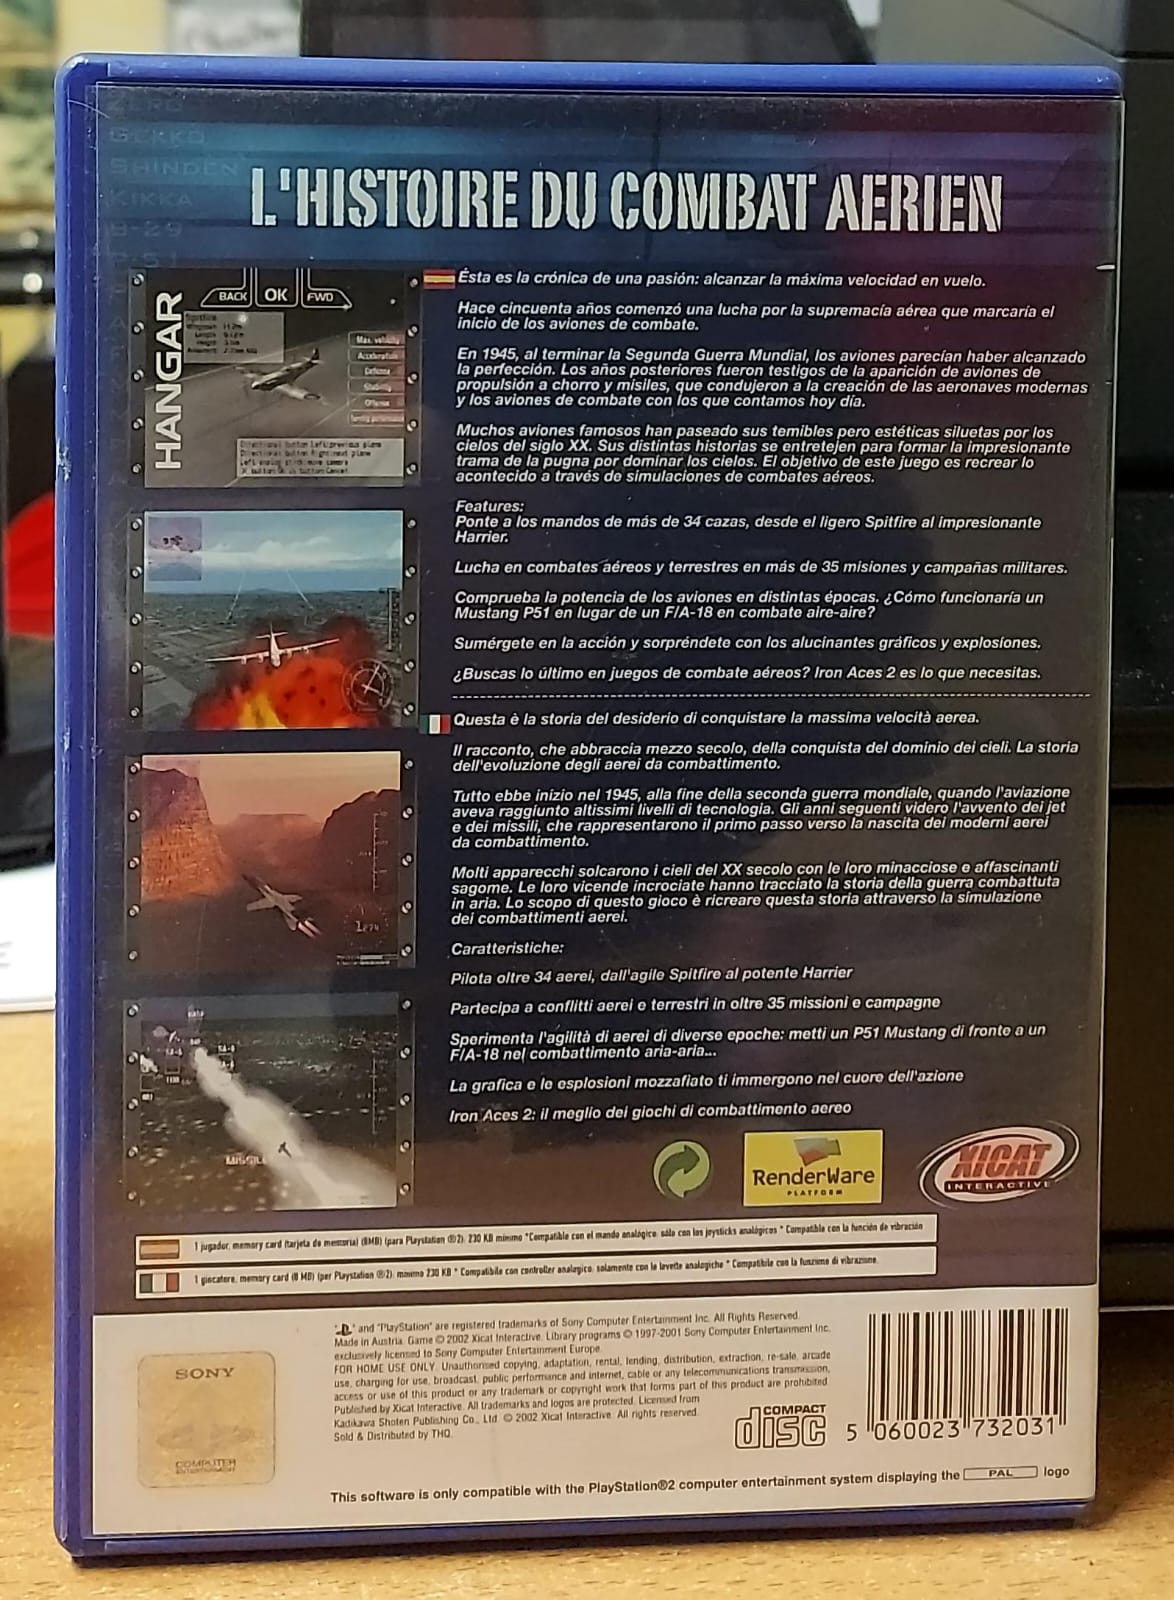 ZERO
GEKKO
SHINDEN
KIKKA
B-29
P-51
L'HISTOIRE DU COMBAT AERIEN
HANGAR
BACK
OK
FWD
Spitfire
Max. velocity
Acceleration
Defense
Stability
Offense
Ésta es la crónica de una pasión: alcanzar la máxima velocidad en vuelo.
Hace cincuenta años comenzó una lucha por la supremacía aérea que marcaría el
inicio de los aviones de combate.
En 1945, al terminar la Segunda Guerra Mundial, los aviones parecían haber alcanzado
la perfección. Los años posteriores fueron testigos de la aparición de aviones de
propulsión a chorro y misiles, que condujeron a la creación de las aeronaves modernas
y los aviones de combate con los que contamos hoy día.
Muchos aviones famosos han paseado sus temibles pero estéticas siluetas por los
cielos del siglo XX. Sus distintas historias se entretejen para formar la impresionante
trama de la pugna por dominar los cielos. El objetivo de este juego es recrear lo
acontecido a través de simulaciones de combates aéreos.
Features:
Ponte a los mandos de más de 34 cazas, desde el ligero Spitfire al impresionante
Harrier.
Lucha en combates aéreos y terrestres en más de 35 misiones y campañas militares.
Comprueba la potencia de los aviones en distintas épocas. ¿Cómo funcionaría un
Mustang P51 en lugar de un F/A-18 en combate aire-aire?
Sumérgete en la acción y sorpréndete con los alucinantes gráficos y explosiones.
¿Buscas lo último en juegos de combate aéreos? Iron Aces 2 es lo que necesitas.
Questa è la storia del desiderio di conquistare la massima velocità aerea.
Il racconto, che abbraccia mezzo secolo, della conquista del dominio dei cieli. La storia
dell'evoluzione degli aerei da combattimento.
Tutto ebbe inizio nel 1945, alla fine della seconda guerra mondiale, quando l'aviazione
aveva raggiunto altissimi livelli di tecnologia. Gli anni seguenti videro l'avvento dei jet
e dei missili, che rappresentarono il primo passo verso la nascita dei moderni aerei
da combattimento.
Molti apparecchi solcarono i cieli del XX secolo con le loro minacciose e affascinanti
sagome. Le loro vicende incrociate hanno tracciato la storia della guerra combattuta
in aria. Lo scopo di questo gioco è ricreare questa storia attraverso la simulazione
dei combattimenti aerei.
Caratteristiche:
Pilota oltre 34 aerei, dall'agile Spitfire al potente Harrier
Partecipa a conflitti aerei e terrestri in oltre 35 missioni e campagne
Sperimenta l'agilità di aerei di diverse epoche: metti un P51 Mustang di fronte a un
F/A-18 nel combattimento aria-aria...
La grafica e le esplosioni mozzafiato ti immergono nel cuore dell'azione
Iron Aces 2: il meglio dei giochi di combattimento aereo
MISSILE
RenderWare
PLATFORM
XICAT
INTERACTIVE
1 jugador, memory card (tarjeta de memoria) (8MB) (para Playstation ®2): 230 KB mínimo *Compatible con el mando analógico: sólo con los joysticks analógicos * Compatible con la función de vibración
1 giocatore, memory card (8 MB) (per Playstation ®2): minimo 230 KB * Compatibile con controller analogico: solamente con le levette analogiche * Compatibile con la funzione di vibrazione.
" " and "PlayStation" are registered trademarks of Sony Computer Entertainment Inc. All Rights Reserved.
Made in Austria. Game © 2002 Xicat Interactive. Library programs © 1997-2001 Sony Computer Entertainment Inc.
exclusively licensed to Sony Computer Entertainment Europe.
FOR HOME USE ONLY. Unauthorised copying, adaptation, rental, lending, distribution, extraction, re-sale, arcade
use, charging for use, broadcast, public performance and internet, cable or any telecommunications transmission,
access or use of this product or any trademark or copyright work that forms part of this product are prohibited.
Published by Xicat Interactive. All trademarks and logos are protected. Licensed from
Kadokawa Shoten Publishing Co., Ltd. © 2002 Xicat Interactive. All rights reserved.
Sold & Distributed by THQ.
SONY
COMPUTER
ENTERTAINMENT
COMPACT
disc
5 060023 732031
This software is only compatible with the PlayStation®2 computer entertainment system displaying the PAL logo